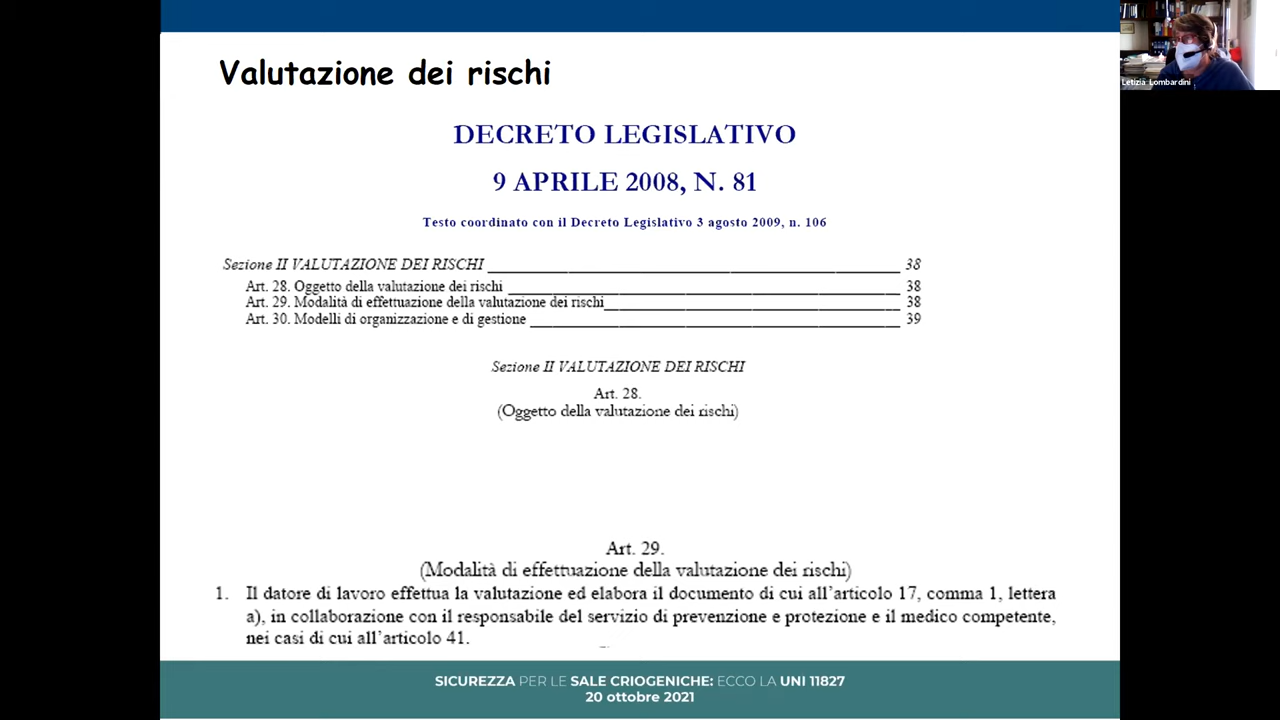 Valutazione dei rischi
Letizia Lombardini
DECRETO LEGISLATIVO
9 APRILE 2008, N. 81
Testo coordinato con il Decreto Legislativo 3 agosto 2009, n. 106
Sezione II VALUTAZIONE DEI RISCHI 38
Art. 28. Oggetto della valutazione dei rischi 38
Art. 29. Modalità di effettuazione della valutazione dei rischi 38
Art. 30. Modelli di organizzazione e di gestione 39
Sezione II VALUTAZIONE DEI RISCHI
Art. 28.
(Oggetto della valutazione dei rischi)
Art. 29.
(Modalità di effettuazione della valutazione dei rischi)
1. Il datore di lavoro effettua la valutazione ed elabora il documento di cui all'articolo 17, comma 1, lettera
a), in collaborazione con il responsabile del servizio di prevenzione e protezione e il medico competente,
nei casi di cui all'articolo 41.
SICUREZZA PER LE SALE CRIOGENICHE: ECCO LA UNI 11827
20 ottobre 2021